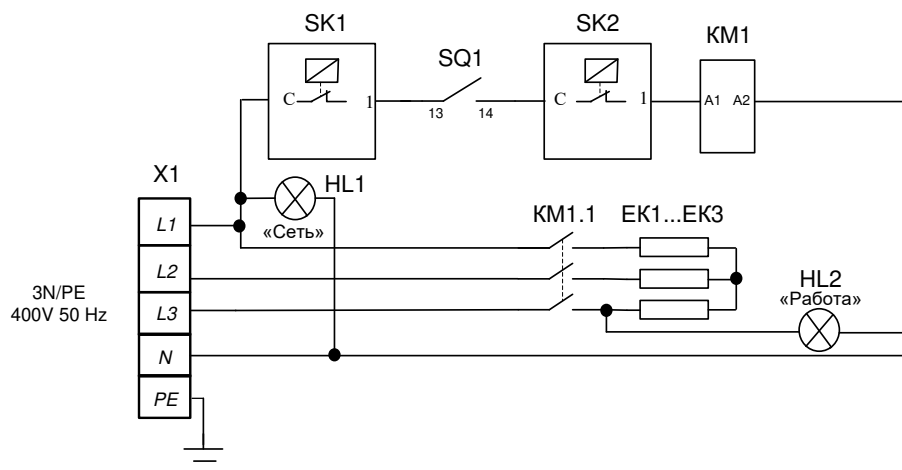 SK1
SK2
KM1
SQ1
C 1
13 14
C 1
A1 A2
X1
HL1
«Сеть»
KM1.1
EK1...EK3
L1
L2
L3
N
PE
3N/PE
400V 50 Hz
HL2
«Работа»